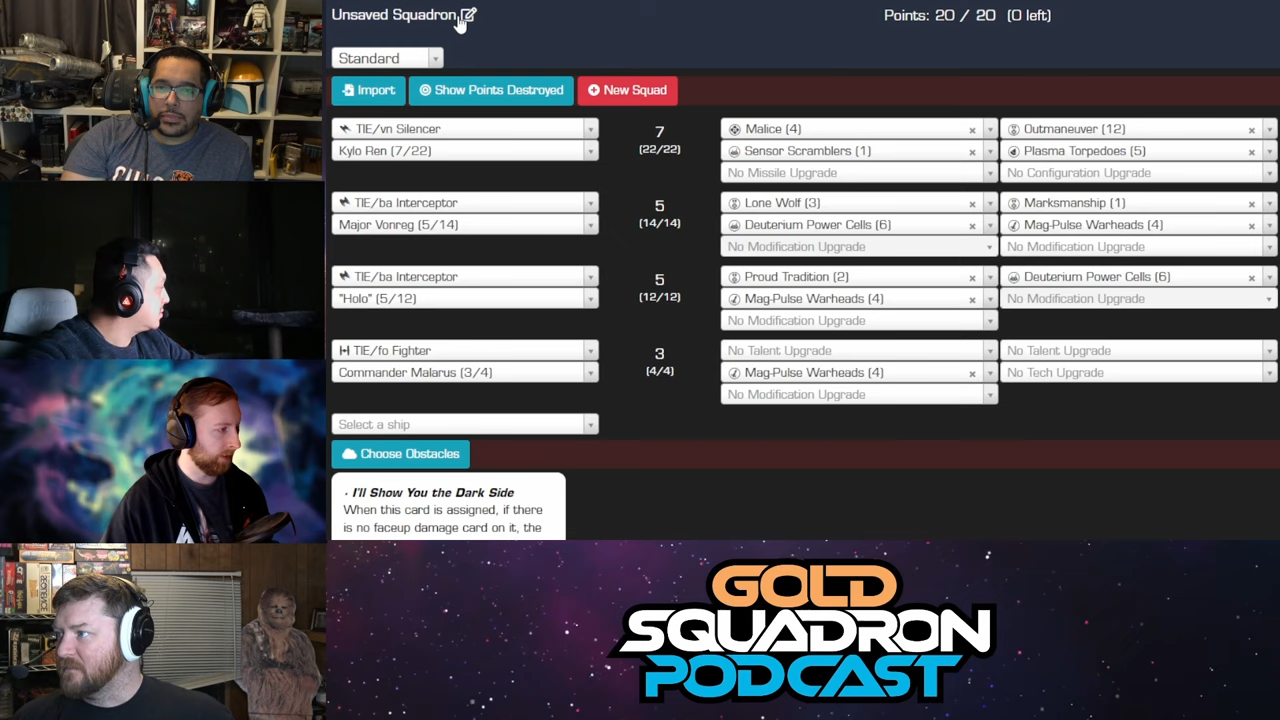 Unsaved Squadron
Points: 20 / 20 (0 left)
Standard
Import
Show Points Destroyed
New Squad
TIE/vn Silencer
7
Malice (4)
Outmaneuver (12)
Kylo Ren (7/22)
(22/22)
Sensor Scramblers (1)
Plasma Torpedoes (5)
No Missile Upgrade
No Configuration Upgrade
TIE/ba Interceptor
5
Lone Wolf (3)
Marksmanship (1)
Major Vonreg (5/14)
(14/14)
Deuterium Power Cells (6)
Mag-Pulse Warheads (4)
No Modification Upgrade
No Modification Upgrade
TIE/ba Interceptor
5
Proud Tradition (2)
Deuterium Power Cells (6)
"Holo" (5/12)
(12/12)
Mag-Pulse Warheads (4)
No Modification Upgrade
No Modification Upgrade
TIE/fo Fighter
3
No Talent Upgrade
No Talent Upgrade
Commander Malarus (3/4)
(4/4)
Mag-Pulse Warheads (4)
No Tech Upgrade
No Modification Upgrade
Select a ship
Choose Obstacles
· I'll Show You the Dark Side
When this card is assigned, if there
is no faceup damage card on it, the
GOLD
SQUADRON
PODCAST